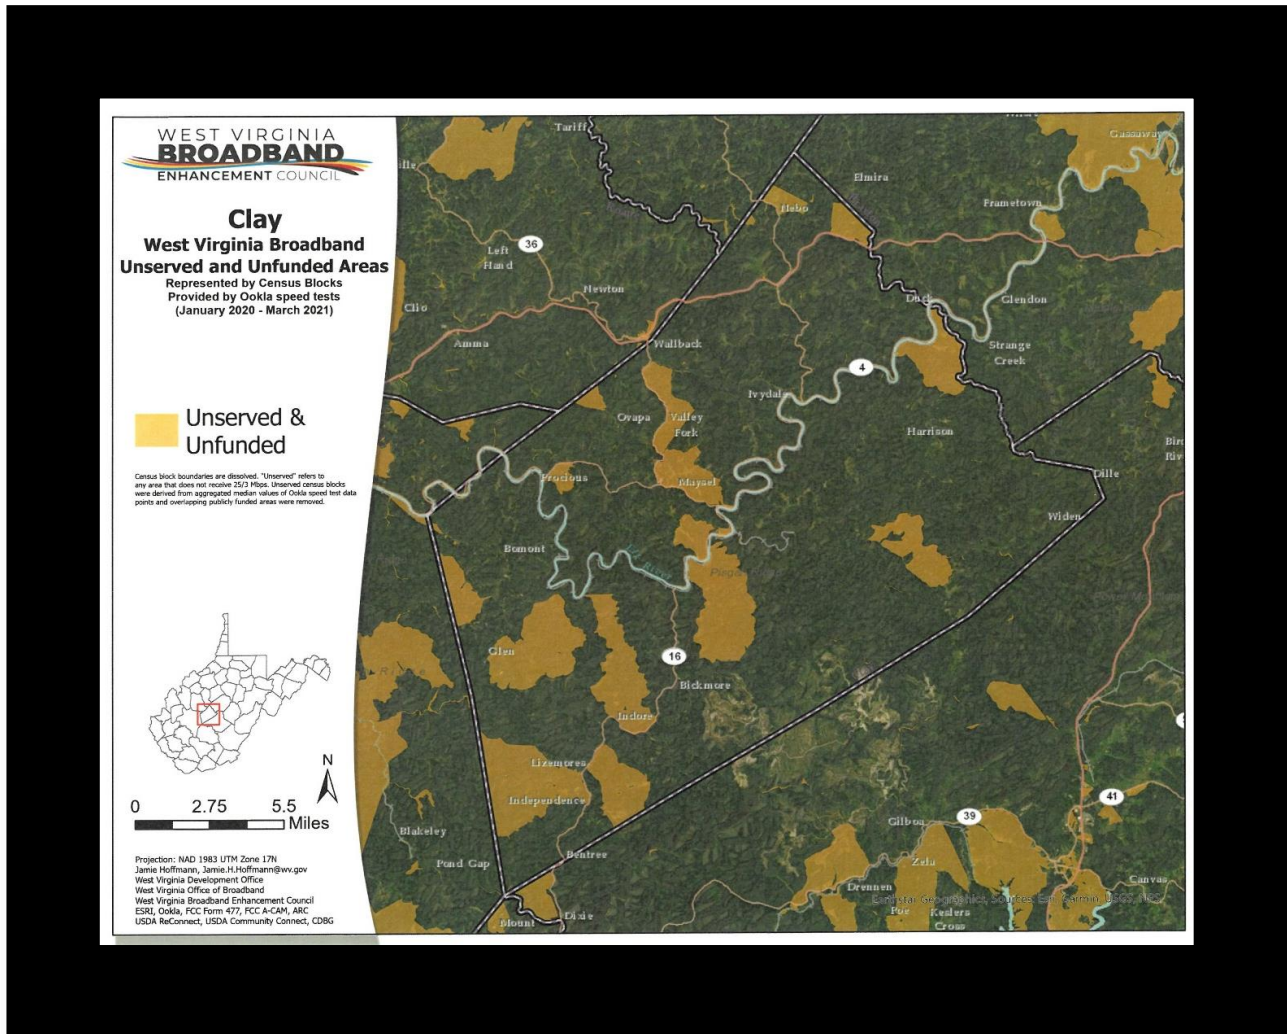 WEST VIRGINIA
BROADBAND
ENHANCEMENT COUNCIL
Clay
West Virginia Broadband
Unserved and Unfunded Areas
Represented by Census Blocks
Provided by Ookla speed tests
(January 2020 - March 2021)
Unserved &
Unfunded
Census block boundaries are dissolved. "Unserved" refers to
any area that does not receive 25/3 Mbps. Unserved census blocks
were derived from aggregated median values of Ookla speed test data
points and overlapping publicly funded areas were removed.
N
0 2.75 5.5
Miles
Projection: NAD 1983 UTM Zone 17N
Jamie Hoffmann, Jamie.H.Hoffmann@wv.gov
West Virginia Development Office
West Virginia Office of Broadband
West Virginia Broadband Enhancement Council
ESRI, Ookla, FCC Form 477, FCC A-CAM, ARC
USDA ReConnect, USDA Community Connect, CDBG
Tariff
Gassaway
Elmira
Nebo
Frametown
36
Left
Hand
Newton
Clio
Duck
Glendon
Amma
Wallback
Strange
Creek
4
Ivydale
Ovapa
Valley
Fork
Harrison
Procious
Maysel
Dille
Widen
Bomont
River
Glen
16
Bickmore
Indore
Lizemores
Independence
41
39
Gilboa
Blakeley
Pond Gap
Bentree
Zela
Canvas
Drennen
Mount
Dixie
Poe
Keslers
Cross